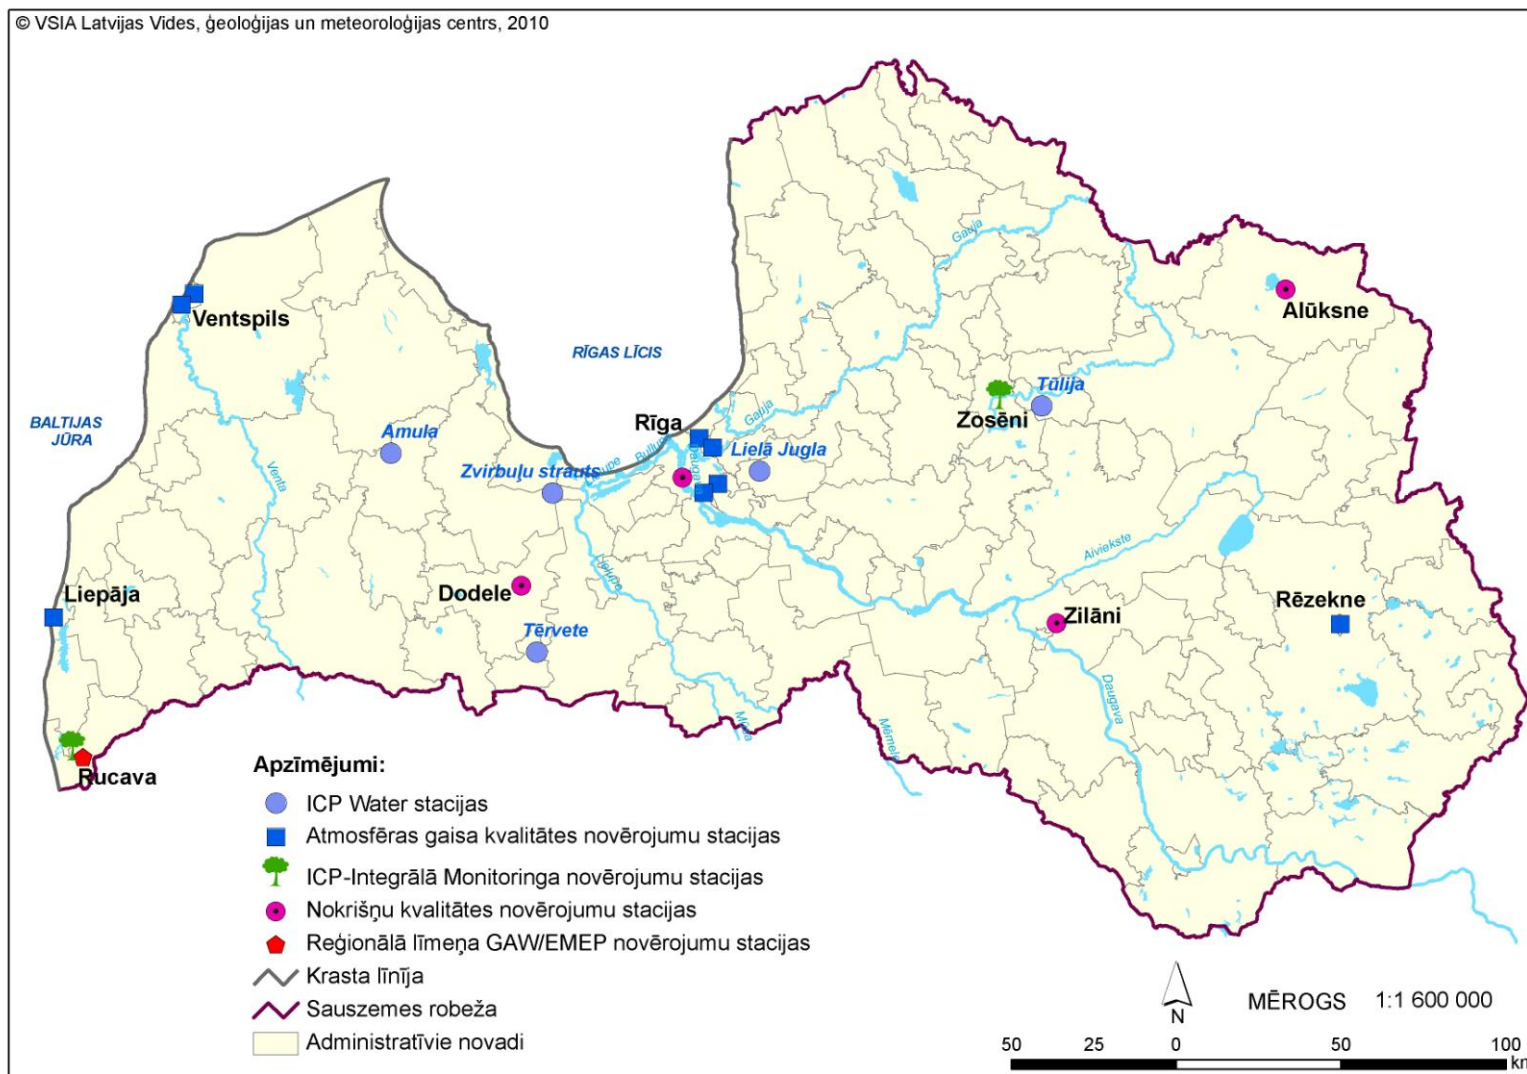 © VSIA Latvijas Vides, ģeoloģijas un meteoroloģijas centrs, 2010
Gauja
Alūksne
Ventspils
RĪGAS LĪCIS
BALTIJAS
JŪRA
Tūlija
Zosēni
Rīga
Gauja
Amula
Lielā Jugla
Zvirbuļu strauts
Venta
Aiviekste
Lielupe
Dodele
Liepāja
Rēzekne
Zilāni
Tērvete
Daugava
Mūsa
Mēmele
Rucava
Apzīmējumi:
ICP Water stacijas
Atmosfēras gaisa kvalitātes novērojumu stacijas
ICP-Integrālā Monitoringa novērojumu stacijas
Nokrišņu kvalitātes novērojumu stacijas
Reģionālā līmeņa GAW/EMEP novērojumu stacijas
Krasta līnīja
Sauszemes robeža
Administratīvie novadi
N
MĒROGS 1:1 600 000
50 25 0 50 100
km